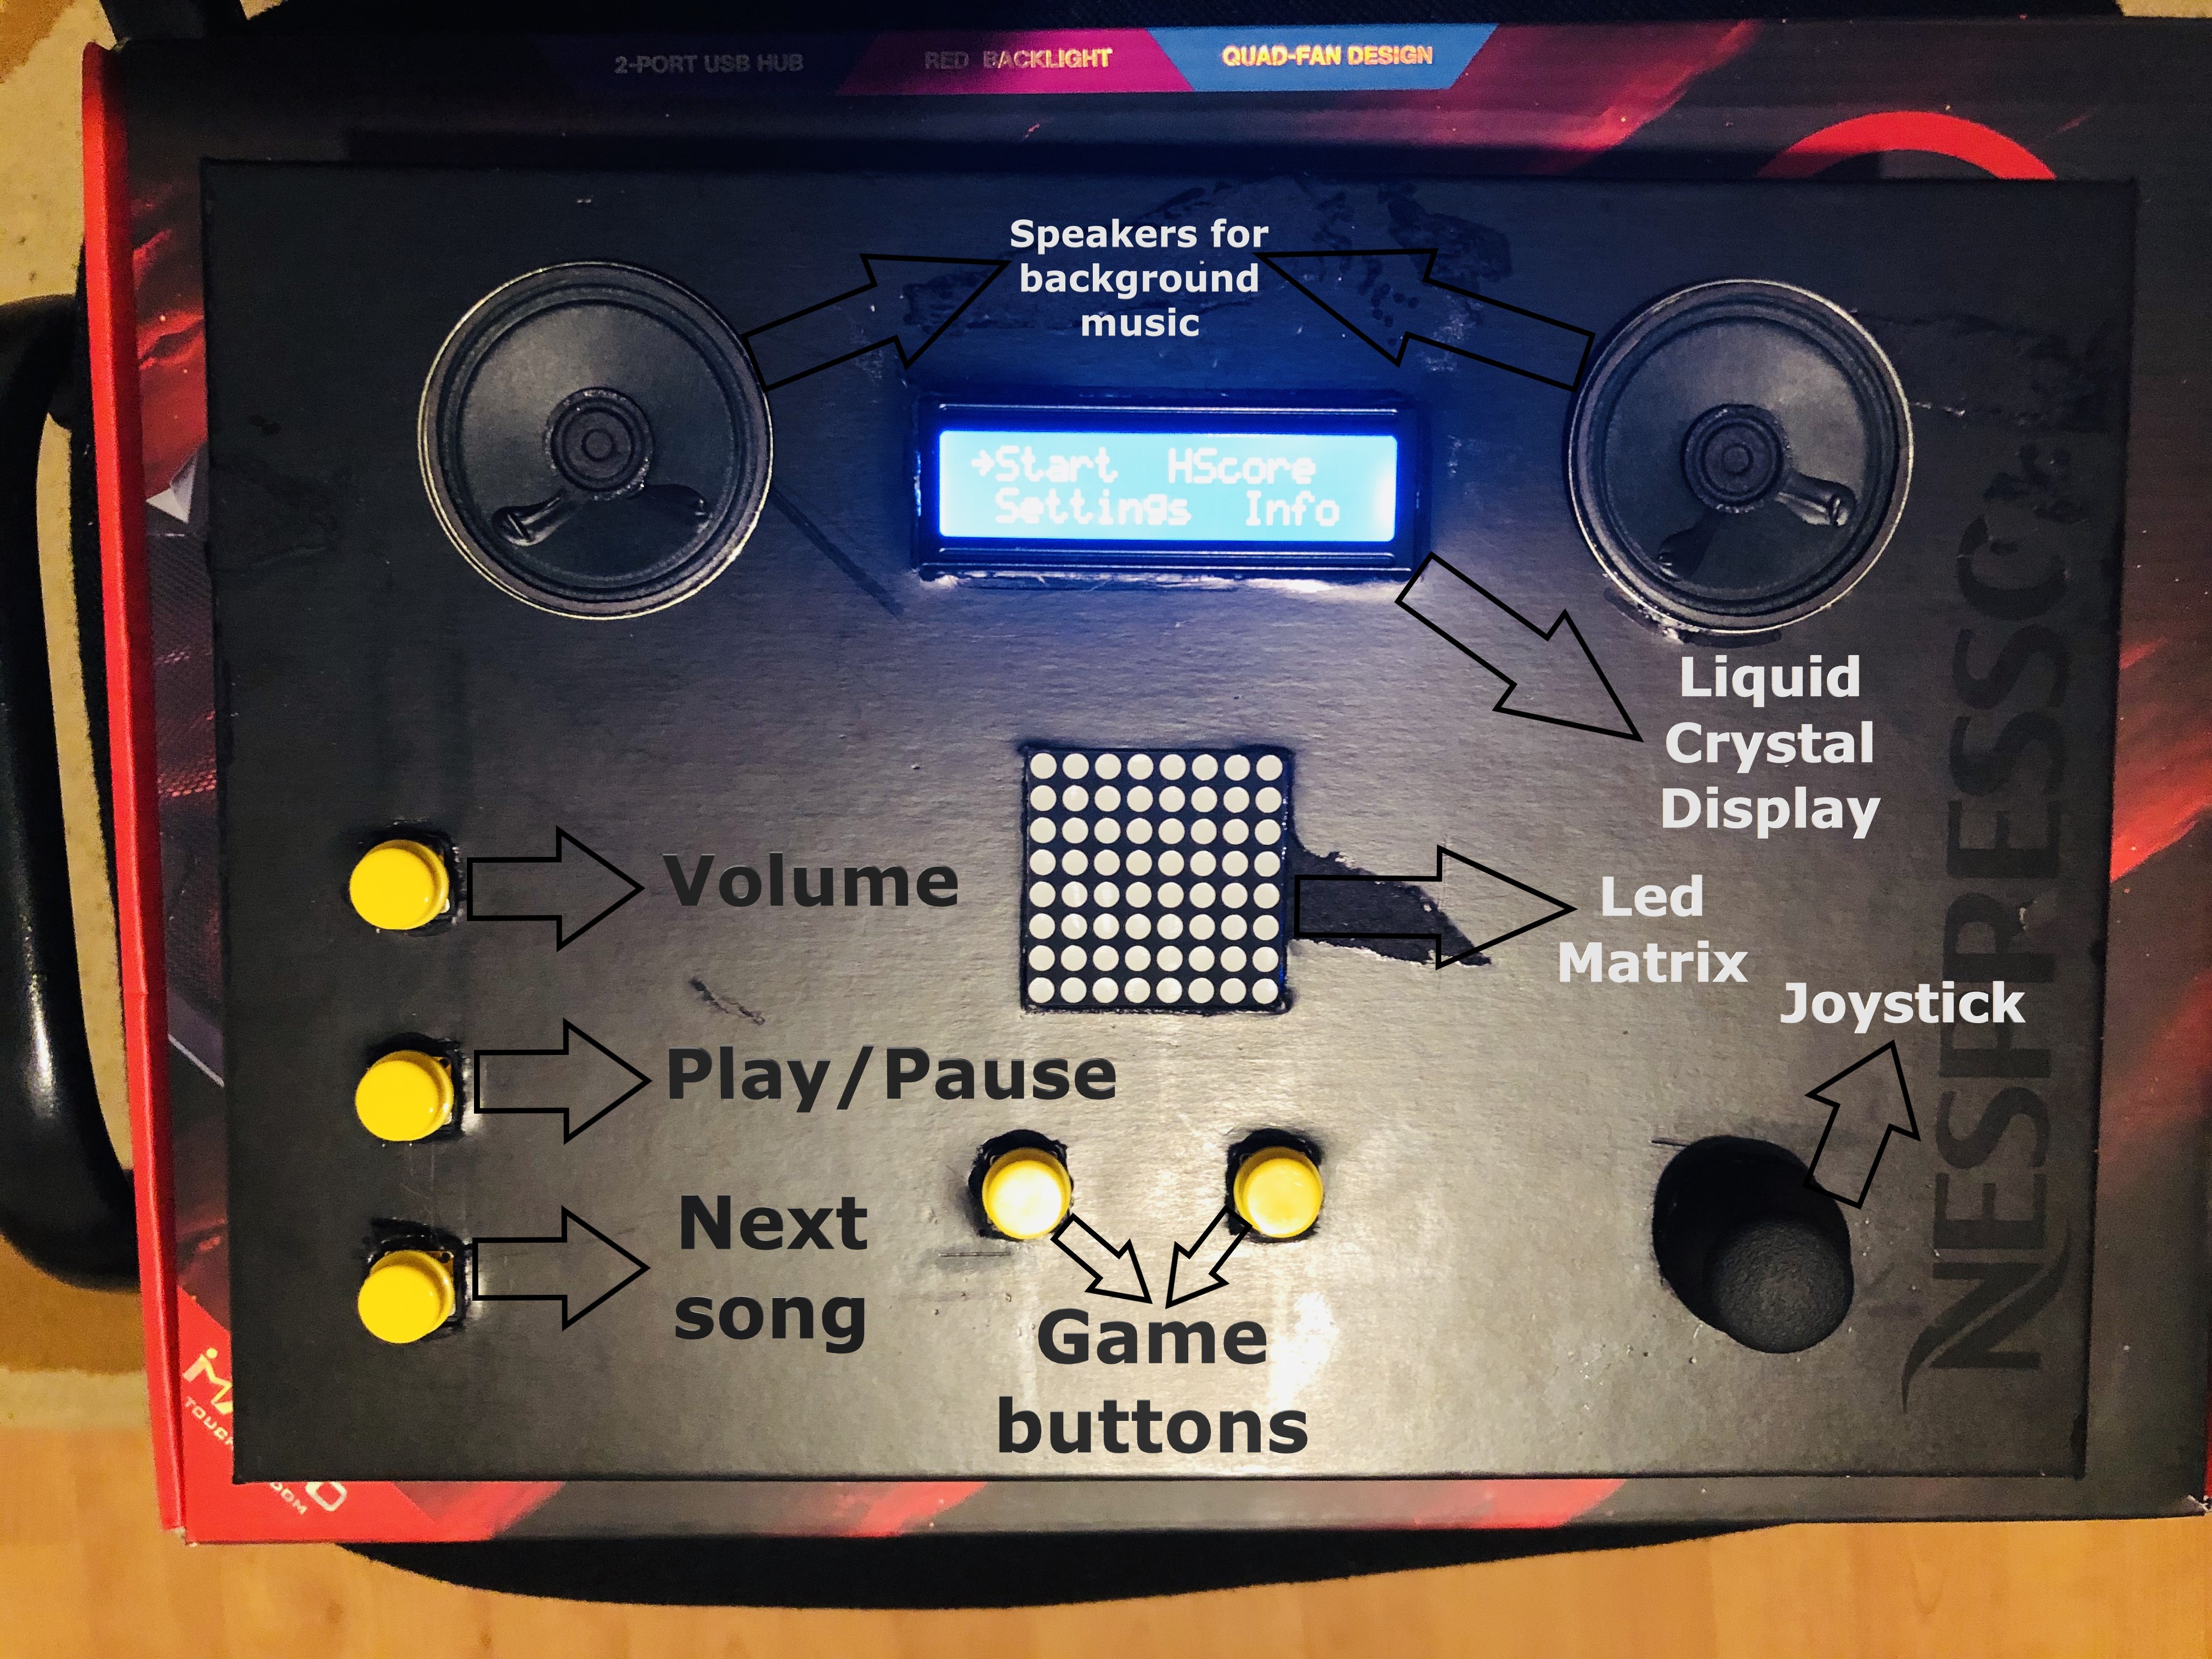 2-PORT USB HUB
RED BACKLIGHT
QUAD-FAN DESIGN
Speakers for
background
music
→Start HScore
Settings Info
Liquid
Crystal
Display
Volume
Led
Matrix
Joystick
Play/Pause
Next
song
Game
buttons
NESPRESSO